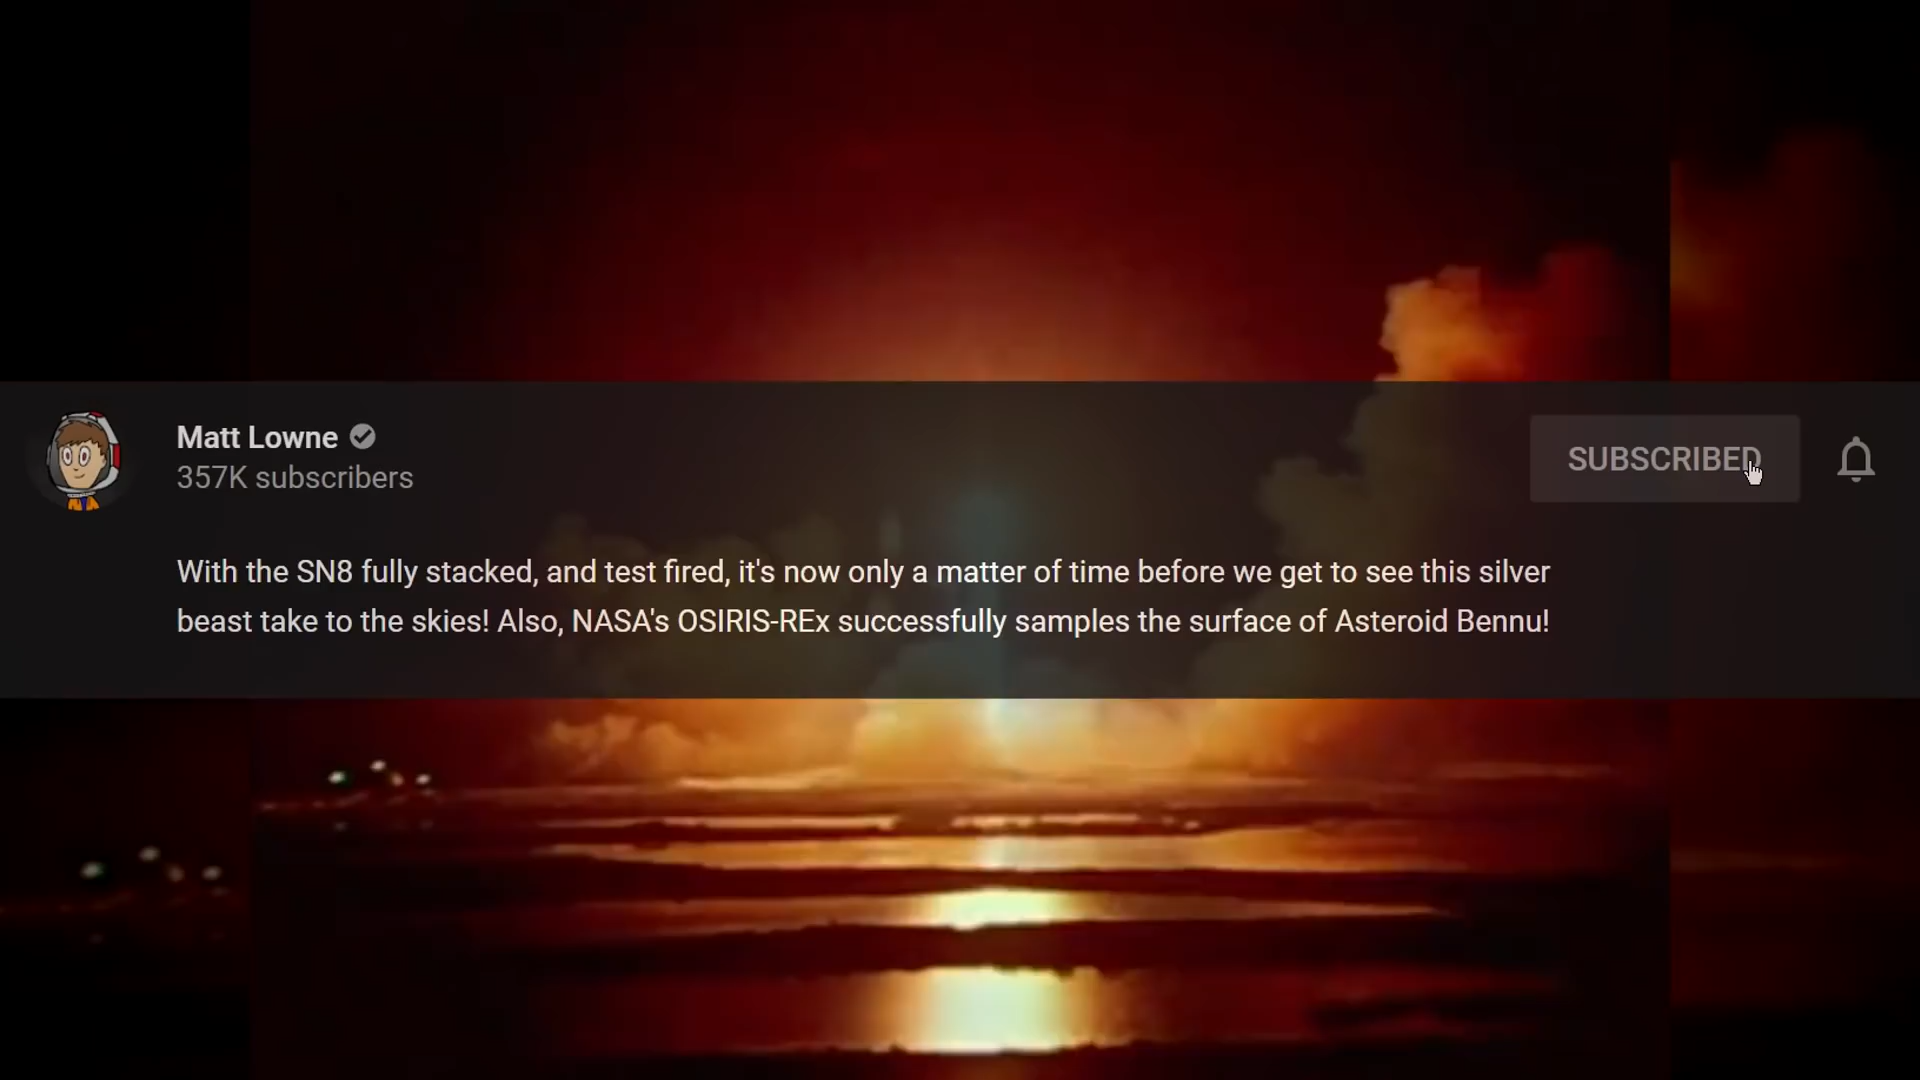 Matt Lowne
357K subscribers
SUBSCRIBED
With the SN8 fully stacked, and test fired, it's now only a matter of time before we get to see this silver
beast take to the skies! Also, NASA's OSIRIS-REx successfully samples the surface of Asteroid Bennu!